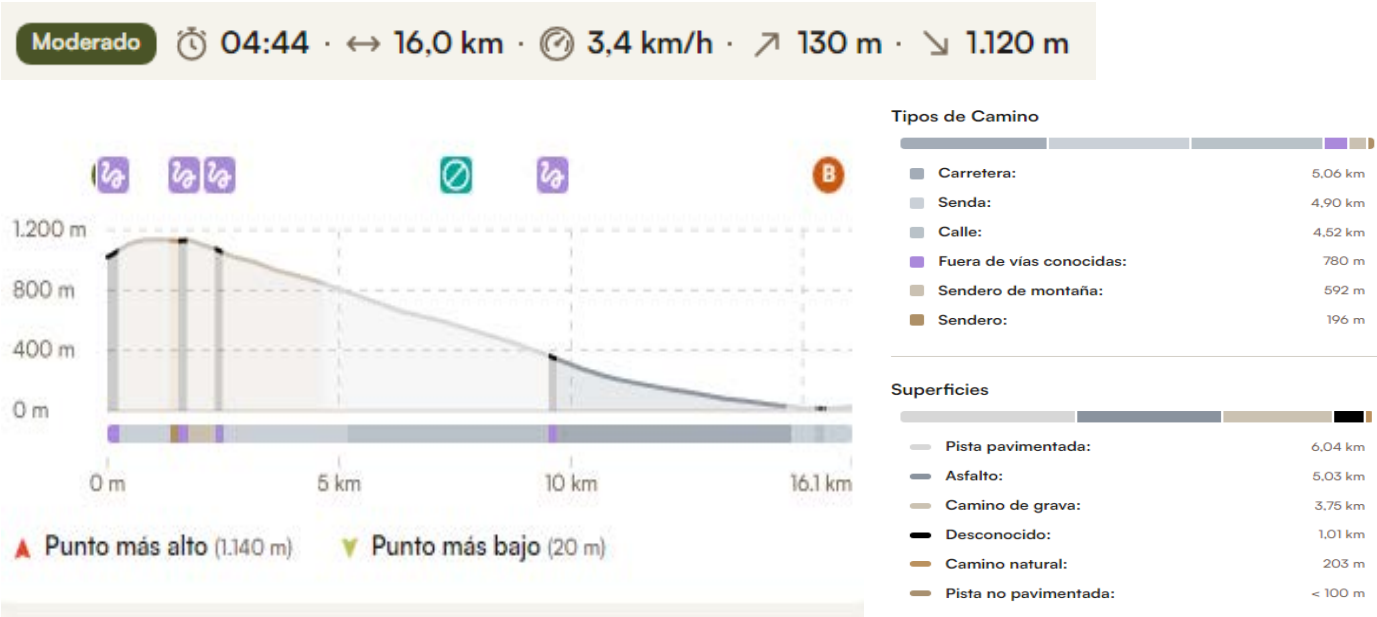 Moderado 04:44 · 16,0 km · 3,4 km/h · 130 m · 1.120 m
B
1.200 m
800 m
400 m
0 m
0 m 5 km 10 km 16.1 km
Punto más alto (1.140 m) Punto más bajo (20 m)
Tipos de Camino
Carretera: 5,06 km
Senda: 4,90 km
Calle: 4,52 km
Fuera de vías conocidas: 780 m
Sendero de montaña: 592 m
Sendero: 196 m
Superficies
Pista pavimentada: 6,04 km
Asfalto: 5,03 km
Camino de grava: 3,75 km
Desconocido: 1,01 km
Camino natural: 203 m
Pista no pavimentada: < 100 m